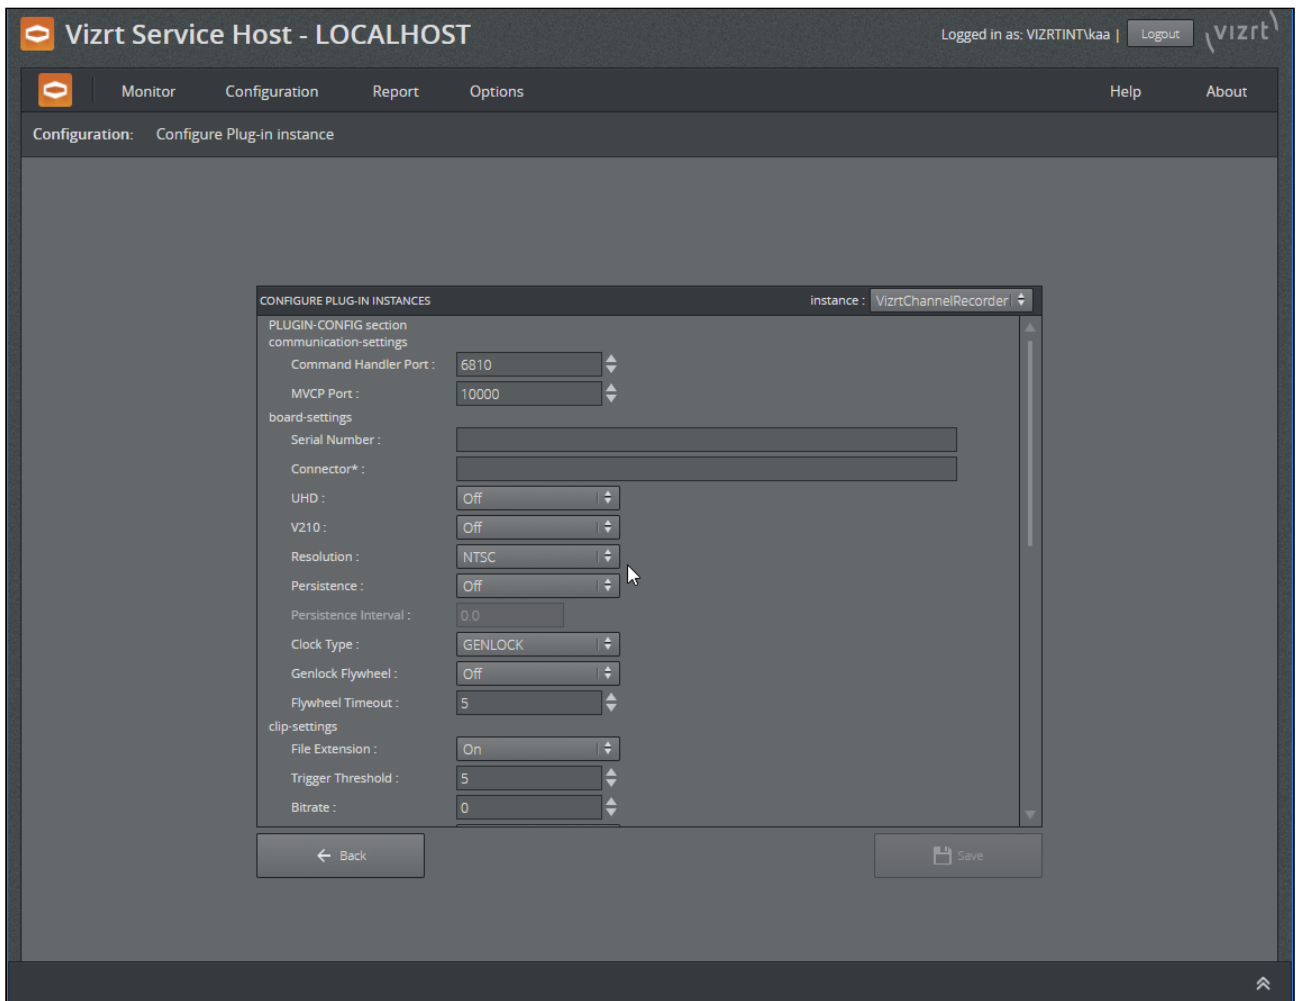 Vizrt Service Host - LOCALHOST
Logged in as: VIZRTINT\kaa | Logout vizrt
Monitor Configuration Report Options Help About
Configuration: Configure Plug-in instance
CONFIGURE PLUG-IN INSTANCES instance : VizrtChannelRecorder
PLUGIN-CONFIG section
communication-settings
Command Handler Port : 6810
MVCP Port : 10000
board-settings
Serial Number :
Connector* :
UHD : Off
V210 : Off
Resolution : NTSC
Persistence : Off
Persistence Interval : 0.0
Clock Type : GENLOCK
Genlock Flywheel : Off
Flywheel Timeout : 5
clip-settings
File Extension : On
Trigger Threshold : 5
Bitrate : 0
Back Save